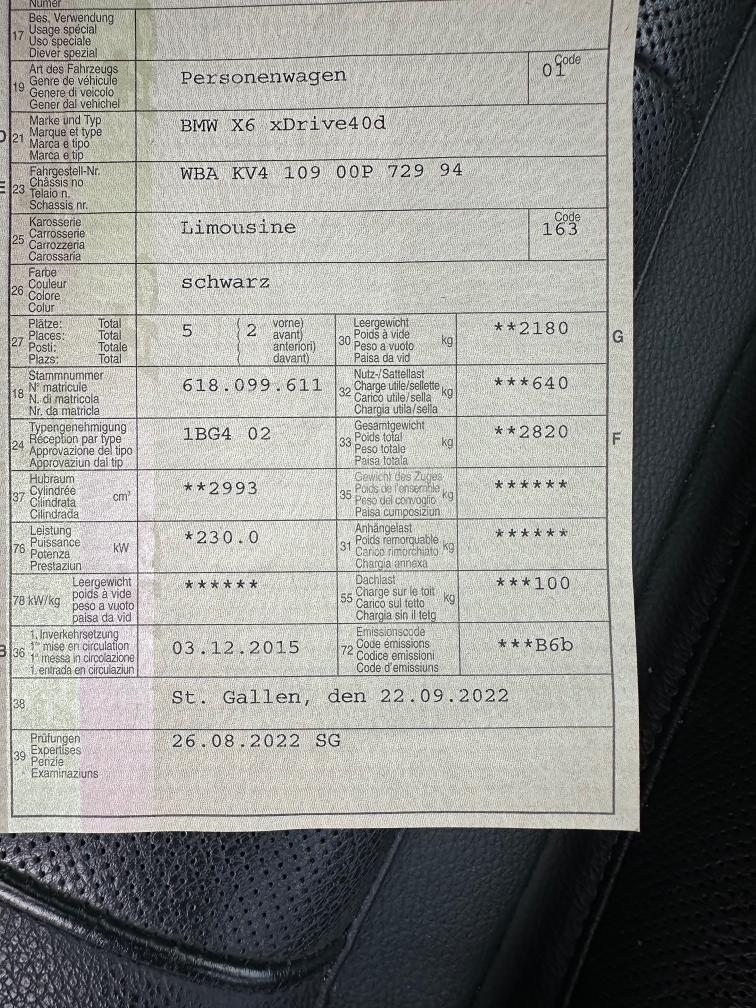 Numer
17 Bes. Verwendung
Usage spécial
Uso speciale
Diever spezial
19 Art des Fahrzeugs
Genre de véhicule
Genere di veicolo
Gener dal vehichel
Personenwagen
Code
01
21 Marke und Typ
Marque et type
Marca e tipo
Marca e tip
BMW X6 xDrive40d
E
23 Fahrgestell-Nr.
Châssis no
Telaio n.
Schassis nr.
WBA KV4 109 00P 729 94
25 Karosserie
Carrosserie
Carrozzeria
Carossaria
Limousine
Code
163
26 Farbe
Couleur
Colore
Colur
schwarz
27 Plätze: Total
Places: Total
Posti: Totale
Plazs: Total
5 ( 2 vorne)
avant)
anteriori)
davant)
30 Leergewicht
Poids à vide
Peso a vuoto
Paisa da vid
kg
**2180
G
18 Stammnummer
N° matricule
N. di matricola
Nr. da matricla
618.099.611
32 Nutz-/Sattellast
Charge utile/sellette
Carico utile/sella
Chargia utila/sella
kg
***640
24 Typengenehmigung
Réception par type
Approvazione del tipo
Approvaziun dal tip
1BG4 02
33 Gesamtgewicht
Poids total
Peso totale
Paisa totala
kg
**2820
F
37 Hubraum
Cylindrée
Cilindrata
Cilindrada
cm³
**2993
35 Gewicht des Zuges
Poids de l'ensemble
Peso del convoglio
Paisa cumposiziun
kg
******
76 Leistung
Puissance
Potenza
Prestaziun
kW
*230.0
31 Anhängelast
Poids remorquable
Carico rimorchiato
Chargia annexa
kg
******
78 kW/kg
Leergewicht
poids à vide
peso a vuoto
paisa da vid
******
55 Dachlast
Charge sur le toit
Carico sul tetto
Chargia sin il tetg
kg
***100
B
36 1. Inverkehrsetzung
1re mise en circulation
1a messa in circolazione
1. entrada en circulaziun
03.12.2015
72 Emissionscode
Code émissions
Codice emissioni
Code d'emissiuns
***B6b
38
St. Gallen, den 22.09.2022
39 Prüfungen
Expertises
Perizie
Examinaziuns
26.08.2022 SG